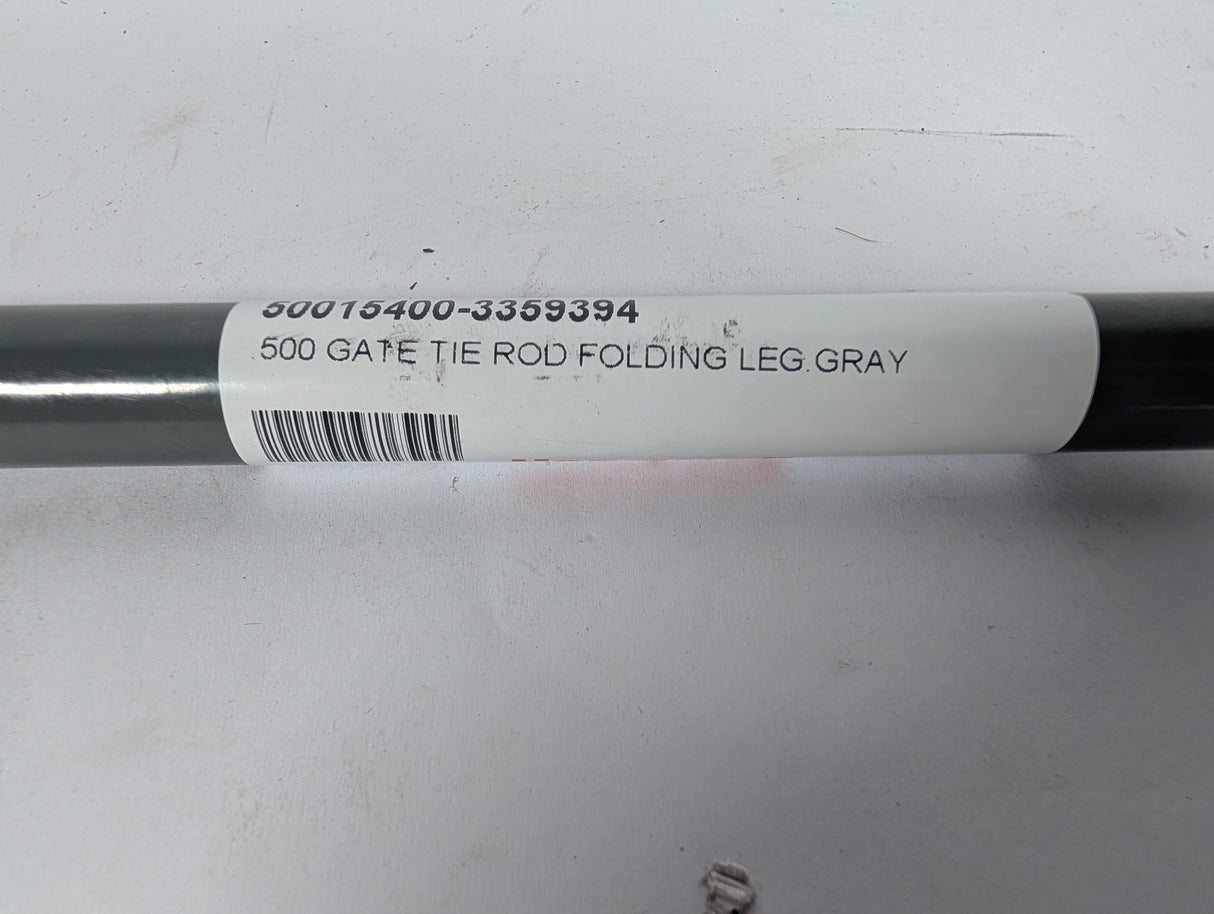 50015400-3359394
500 GATE TIE ROD FOLDING LEG.GRAY